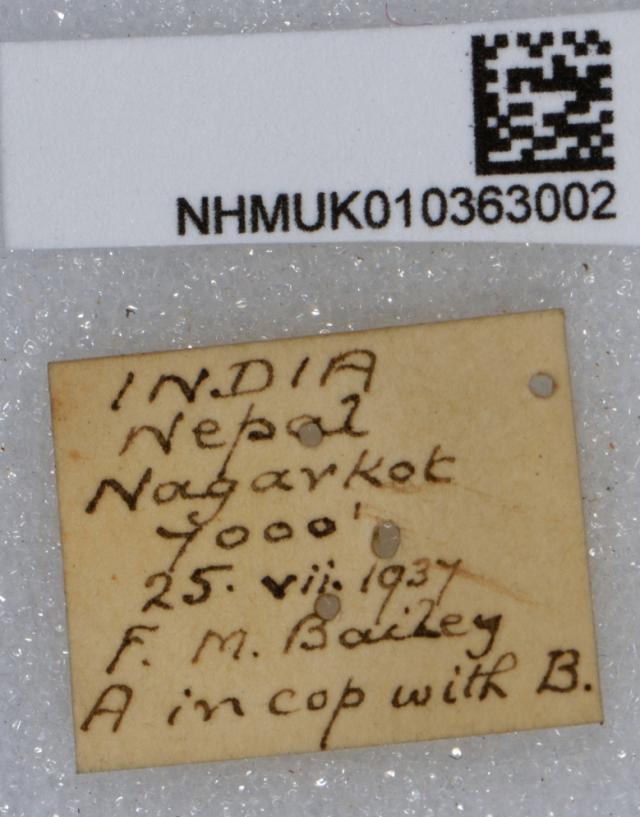 NHMUK010363002
INDIA
Nepal
Nagarkot
7000'
25. vii. 1937
F. M. Bailey
A in cop with B.